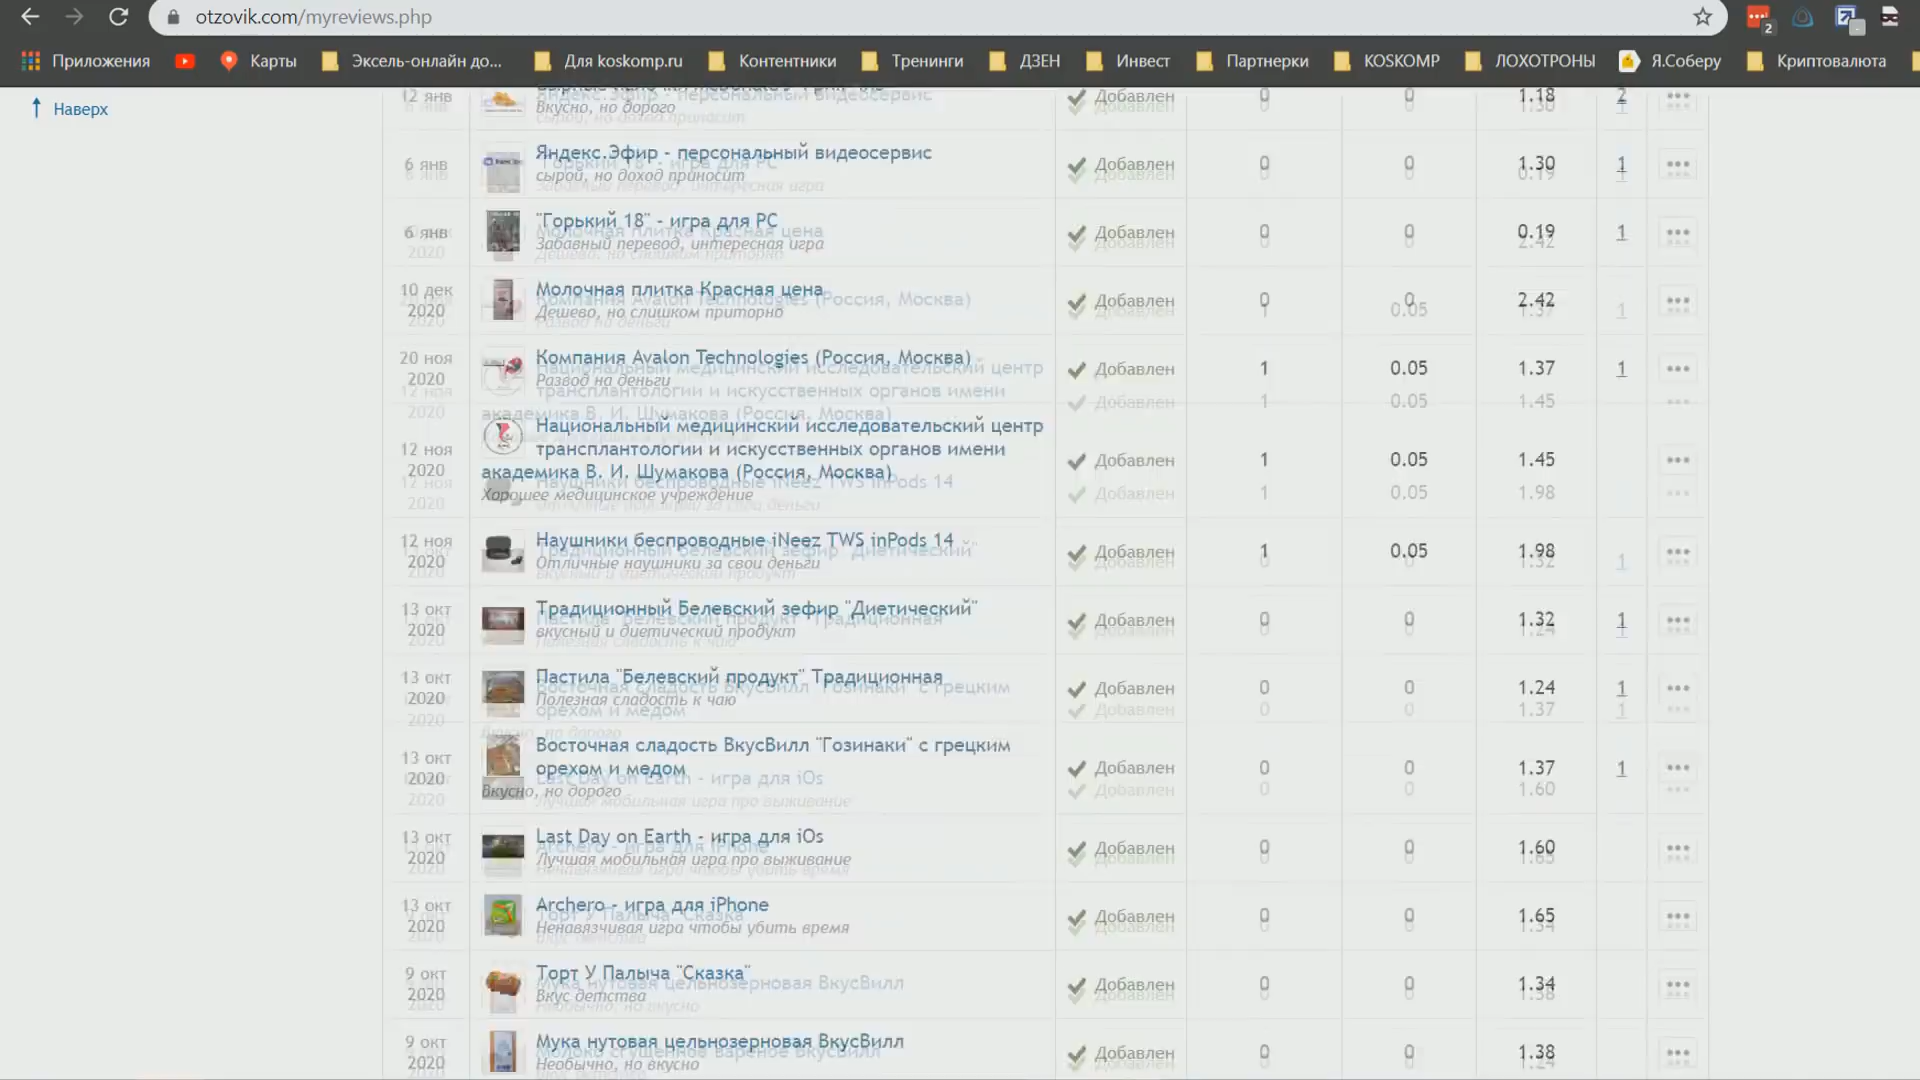 otzovik.com/myreviews.php
2
Приложения
Карты
Эксель-онлайн до...
Для koskomp.ru
Контентники
Тренинги
ДЗЕН
Инвест
Партнерки
KOSKOMP
ЛОХОТРОНЫ
Я.Соберу
Криптовалюта
Наверх
12 янв
Вкусно, но дорого
Добавлен 0 0 1.18 2
6 янв
Яндекс.Эфир - персональный видеосервис
сырой, но доход приносит
Добавлен 0 0 1.30 1
6 янв
"Горький 18" - игра для PC
Забавный перевод, интересная игра
Добавлен 0 0 0.19 1
10 дек
2020
Молочная плитка Красная цена
Дешево, но слишком приторно
Добавлен 0 0 2.42
20 ноя
2020
Компания Avalon Technologies (Россия, Москва)
Развод на деньги
Добавлен 1 0.05 1.37 1
12 ноя
2020
Национальный медицинский исследовательский центр
трансплантологии и искусственных органов имени
академика В. И. Шумакова (Россия, Москва)
Хорошее медицинское учреждение
Добавлен 1 0.05 1.45
12 ноя
2020
Наушники беспроводные iNeez TWS inPods 14
Отличные наушники за свои деньги
Добавлен 1 0.05 1.98
13 окт
2020
Традиционный Белевский зефир "Диетический"
вкусный и диетический продукт
Добавлен 0 0 1.32 1
13 окт
2020
Пастила "Белевский продукт" Традиционная
Полезная сладость к чаю
Добавлен 0 0 1.24 1
13 окт
2020
Восточная сладость ВкусВилл "Гозинаки" с грецким
орехом и медом
Вкусно, но дорого
Добавлен 0 0 1.37 1
13 окт
2020
Last Day on Earth - игра для iOs
Лучшая мобильная игра про выживание
Добавлен 0 0 1.60
13 окт
2020
Archero - игра для iPhone
Ненавязчивая игра чтобы убить время
Добавлен 0 0 1.65
9 окт
2020
Торт У Палыча "Сказка"
Вкус детства
Добавлен 0 0 1.34
9 окт
2020
Мука нутовая цельнозерновая ВкусВилл
Необычно, но вкусно
Добавлен 0 0 1.38